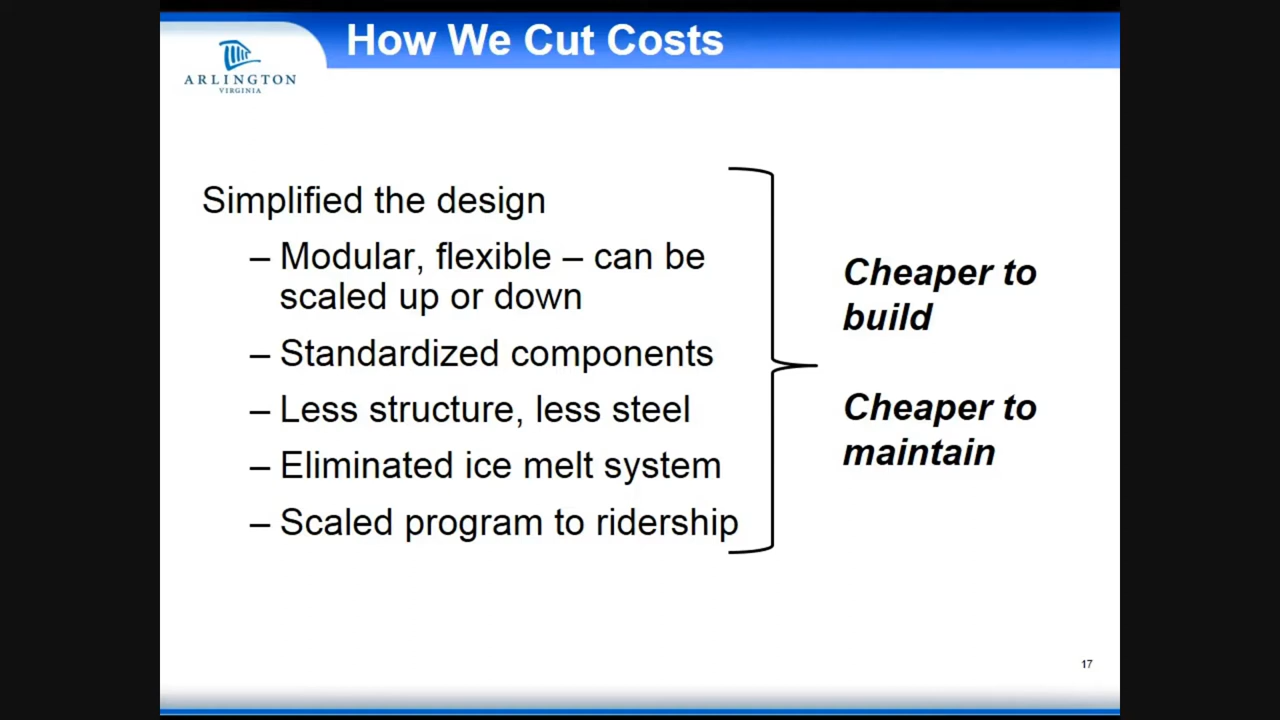 How We Cut Costs
ARLINGTON
VIRGINIA
Simplified the design
– Modular, flexible – can be
scaled up or down
– Standardized components
– Less structure, less steel
– Eliminated ice melt system
– Scaled program to ridership
Cheaper to
build
Cheaper to
maintain
17